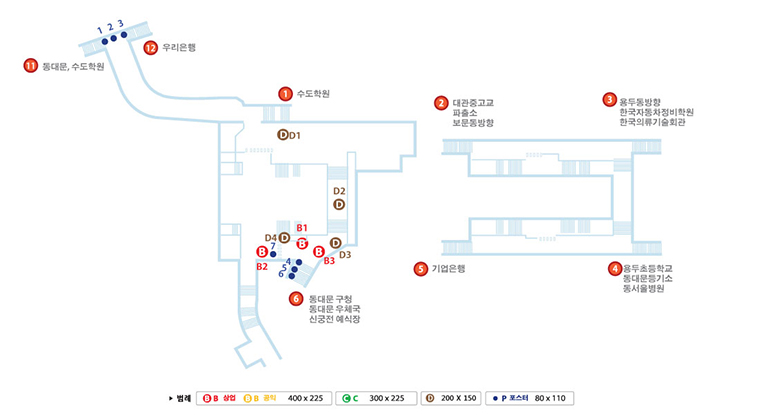 1 2 3
12 우리은행
11 동대문, 수도학원
1 수도학원
2 대관중고교
파출소
보문동방향
3 용두동방향
한국자동차정비학원
한국의류기술회관
D D1
D2
D
B1
D4 D
B
D D3
B 7
B B3
B2
4
5
6
5 기업은행
4 용두초등학교
동대문등기소
동서울병원
6 동대문 구청
동대문 우체국
신궁전 예식장
▶ 범례 B B 상업 B B 공익 400 x 225 C C 300 x 225 D 200 X 150 P 포스터 80 x 110